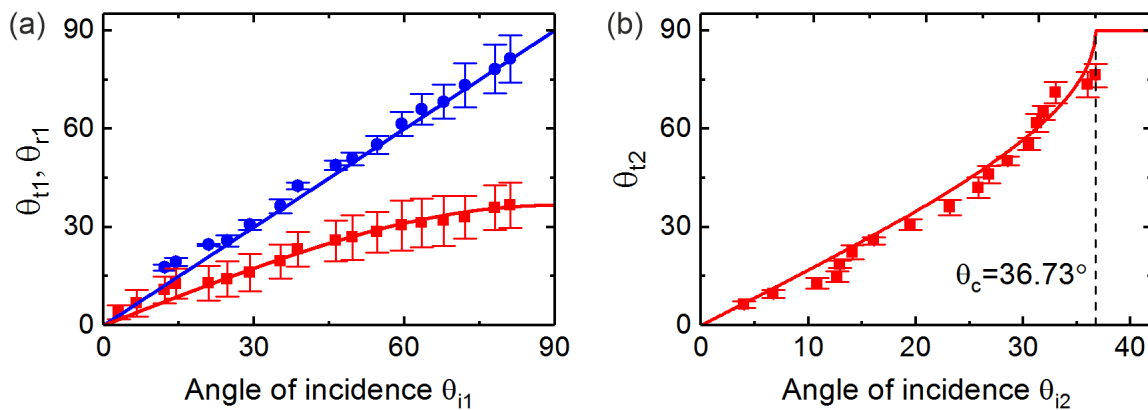 (a)
90
60
30
0
θt1, θr1
0 30 60 90
Angle of incidence θi1
(b)
90
60
30
0
θt2
θc=36.73°
0 10 20 30 40
Angle of incidence θi2